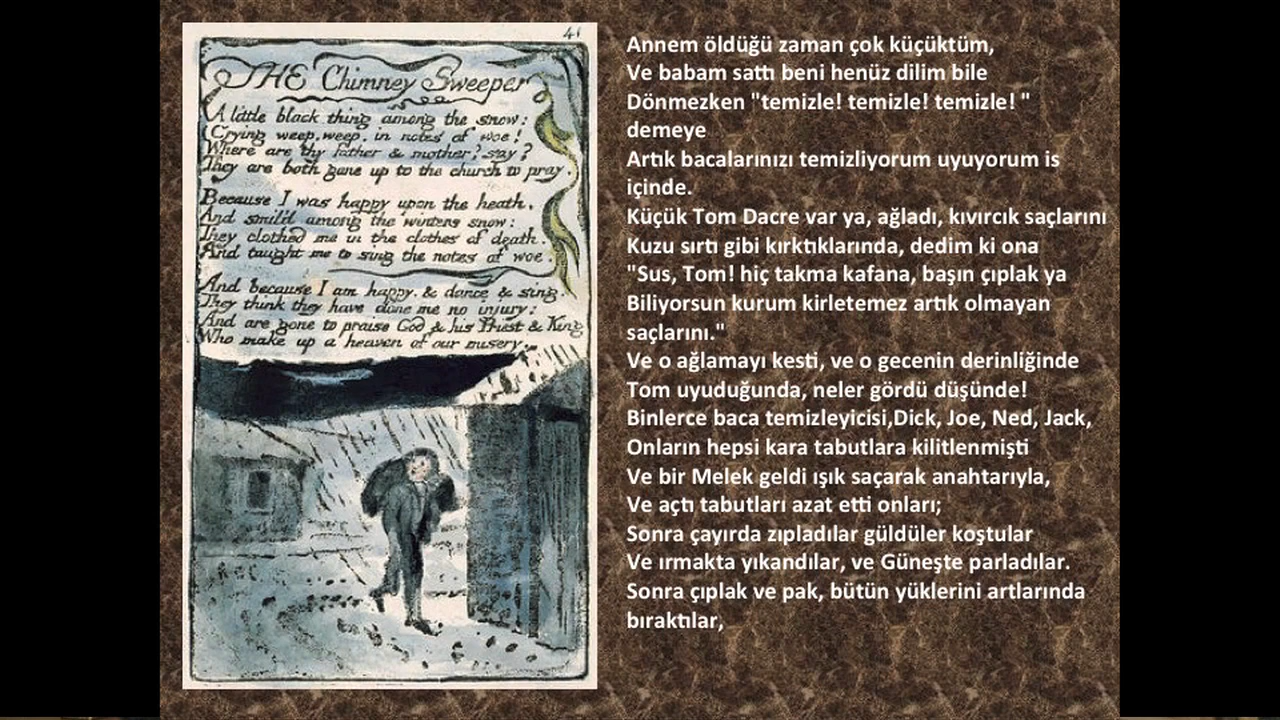 41
THE Chimney Sweeper
A little black thing among the snow:
Crying weep, weep, in notes of woe!
Where are thy father & mother? say?
They are both gone up to the church to pray.
Because I was happy upon the heath,
And smil'd among the winters snow:
They clothed me in the clothes of death,
And taught me to sing the notes of woe.
And because I am happy, & dance & sing,
They think they have done me no injury:
And are gone to praise God & his Priest & King
Who make up a heaven of our misery.
Annem öldüğü zaman çok küçüktüm,
Ve babam sattı beni henüz dilim bile
Dönmezken "temizle! temizle! temizle! "
demeye
Artık bacalarınızı temizliyorum uyuyorum is
içinde.
Küçük Tom Dacre var ya, ağladı, kıvırcık saçlarını
Kuzu sırtı gibi kırktıklarında, dedim ki ona
"Sus, Tom! hiç takma kafana, başın çıplak ya
Biliyorsun kurum kirletemez artık olmayan
saçlarını."
Ve o ağlamayı kesti, ve o gecenin derinliğinde
Tom uyuduğunda, neler gördü düşünde!
Binlerce baca temizleyicisi,Dick, Joe, Ned, Jack,
Onların hepsi kara tabutlara kilitlenmişti
Ve bir Melek geldi ışık saçarak anahtarıyla,
Ve açtı tabutları azat etti onları;
Sonra çayırda zıpladılar güldüler koştular
Ve ırmakta yıkandılar, ve Güneşte parladılar.
Sonra çıplak ve pak, bütün yüklerini artlarında
bıraktılar,